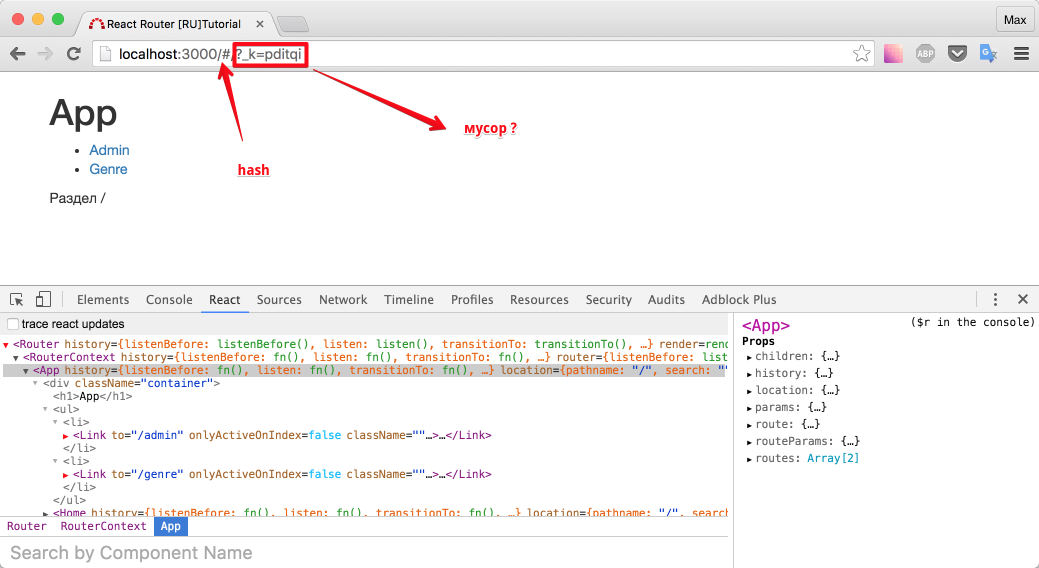 React Router [RU]Tutorial
Max
localhost:3000/#/?_k=pditqi
ABP
мусор ?
hash
App
Admin
Genre
Раздел /
Elements Console React Sources Network Timeline Profiles Resources Security Audits Adblock Plus
trace react updates
<Router history={listenBefore: listenBefore(), listen: listen(), transitionTo: transitionTo(), …} render=rend
<RouterContext history={listenBefore: fn(), listen: fn(), transitionTo: fn(), …} router={listenBefore: list
<App history={listenBefore: fn(), listen: fn(), transitionTo: fn(), …} location={pathname: "/", search: ""
<div className="container">
<h1>App</h1>
<ul>
<li>
<Link to="/admin" onlyActiveOnIndex=false className=""…>…</Link>
</li>
<li>
<Link to="/genre" onlyActiveOnIndex=false className=""…>…</Link>
</li>
</ul>
<Home history={listenBefore: fn(), listen: fn(), transitionTo: fn(), …} location={pathname: "/", search
Router RouterContext App
Search by Component Name
<App> ($r in the console)
Props
children: {…}
history: {…}
location: {…}
params: {…}
route: {…}
routeParams: {…}
routes: Array[2]